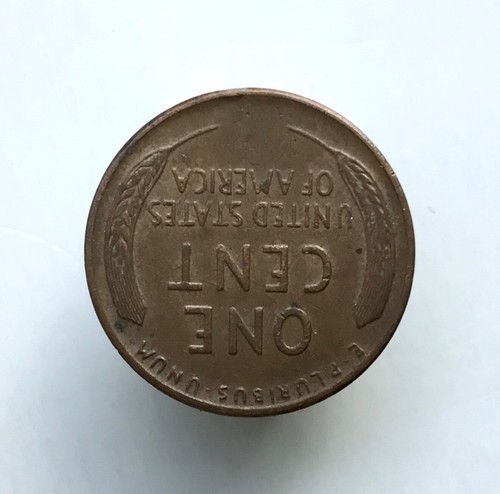 E·PLURIBUS·UNUM
ONE
CENT
UNITED STATES
OF AMERICA